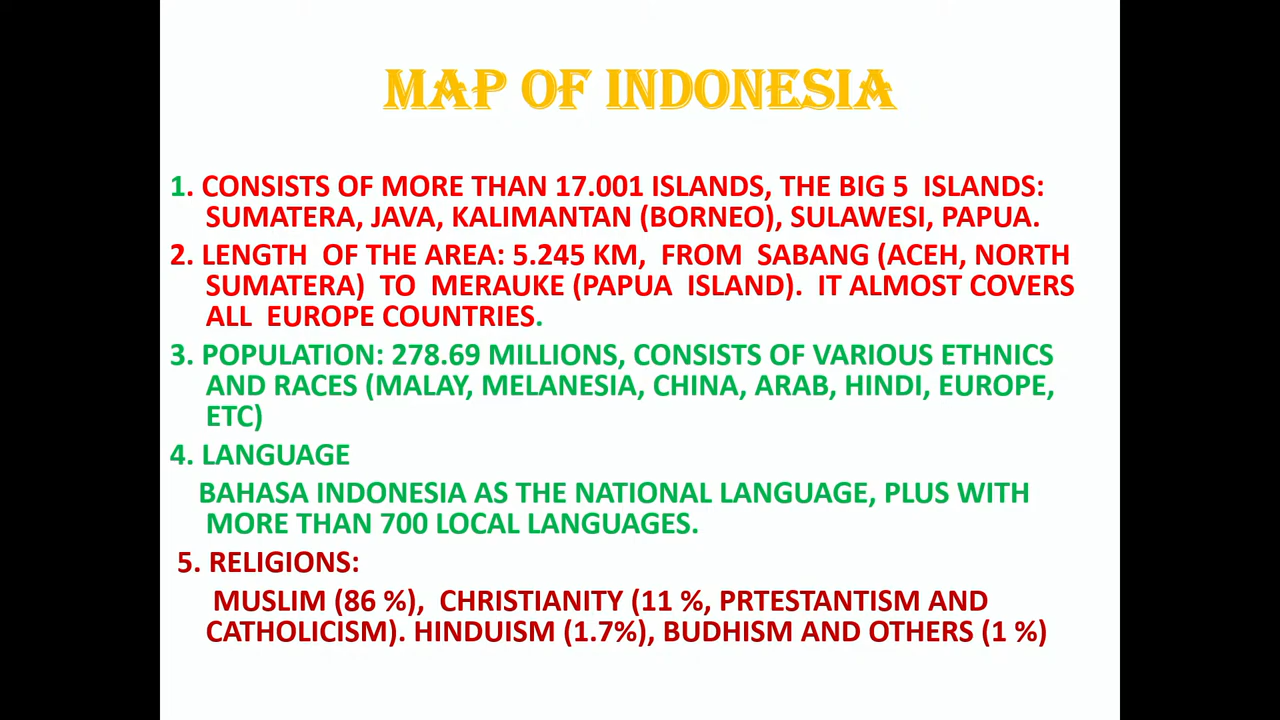 MAP OF INDONESIA
1. CONSISTS OF MORE THAN 17.001 ISLANDS, THE BIG 5 ISLANDS:
SUMATERA, JAVA, KALIMANTAN (BORNEO), SULAWESI, PAPUA.
2. LENGTH OF THE AREA: 5.245 KM, FROM SABANG (ACEH, NORTH
SUMATERA) TO MERAUKE (PAPUA ISLAND). IT ALMOST COVERS
ALL EUROPE COUNTRIES.
3. POPULATION: 278.69 MILLIONS, CONSISTS OF VARIOUS ETHNICS
AND RACES (MALAY, MELANESIA, CHINA, ARAB, HINDI, EUROPE,
ETC)
4. LANGUAGE
BAHASA INDONESIA AS THE NATIONAL LANGUAGE, PLUS WITH
MORE THAN 700 LOCAL LANGUAGES.
5. RELIGIONS:
MUSLIM (86 %), CHRISTIANITY (11 %, PRTESTANTISM AND
CATHOLICISM). HINDUISM (1.7%), BUDHISM AND OTHERS (1 %)